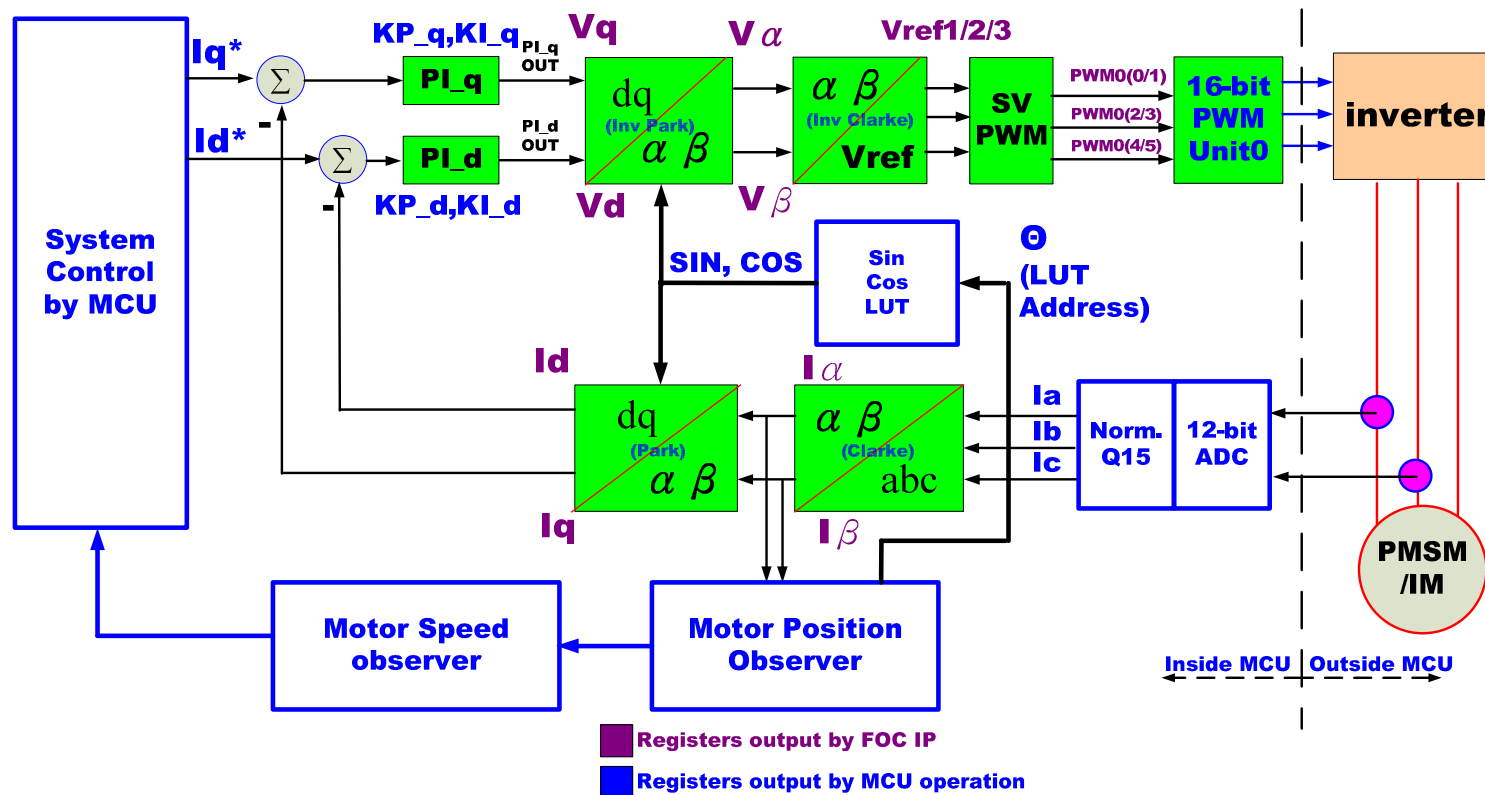 KP_q,KI_q
Vq
Vα
Vref1/2/3
Iq*
PI_q
OUT
PI_q
Σ
-
dq
(Inv Park)
α β
α β
(Inv Clarke)
Vref
SV
PWM
PWM0(0/1)
PWM0(2/3)
PWM0(4/5)
16-bit
PWM
Unit0
inverter
Id*
PI_d
OUT
PI_d
Σ
-
KP_d,KI_d
Vd
Vβ
System
Control
by MCU
SIN, COS
Sin
Cos
LUT
Θ
(LUT
Address)
Id
Iα
dq
(Park)
α β
α β
(Clarke)
abc
Ia
Ib
Ic
Norm.
Q15
12-bit
ADC
Iq
Iβ
PMSM
/IM
Motor Speed
observer
Motor Position
Observer
Inside MCU
Outside MCU
Registers output by FOC IP
Registers output by MCU operation